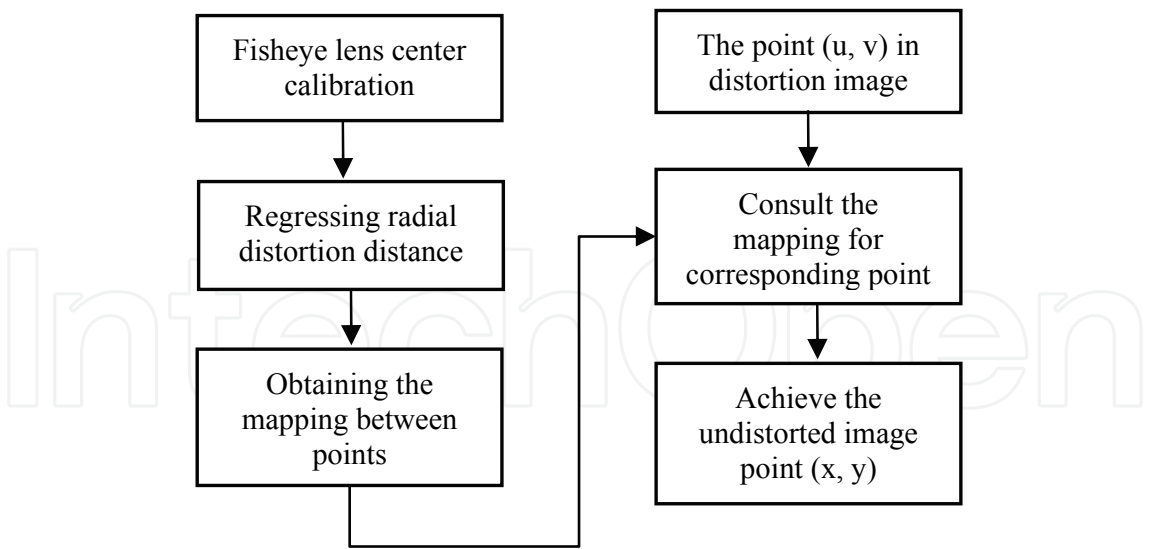 Fisheye lens center
calibration
Regressing radial
distortion distance
Obtaining the
mapping between
points
The point (u, v) in
distortion image
Consult the
mapping for
corresponding point
Achieve the
undistorted image
point (x, y)
IntechOpen